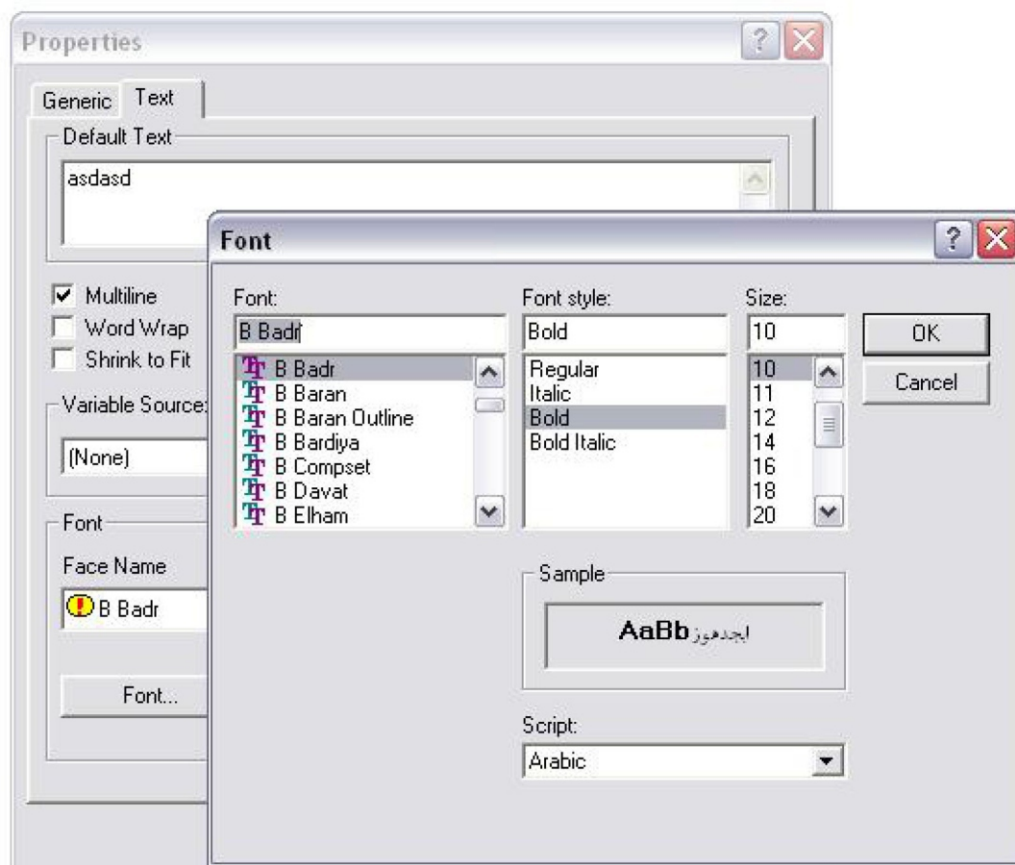 Properties
Generic Text
Default Text
asdasd
Multiline
Word Wrap
Shrink to Fit
Variable Source:
(None)
Font
Face Name
B Badr
Font...
Font
Font:
B Badr
B Badr
B Baran
B Baran Outline
B Bardiya
B Compset
B Davat
B Elham
Font style:
Bold
Regular
Italic
Bold
Bold Italic
Size:
10
10
11
12
14
16
18
20
OK
Cancel
Sample
AaBb ابجدهوز
Script:
Arabic